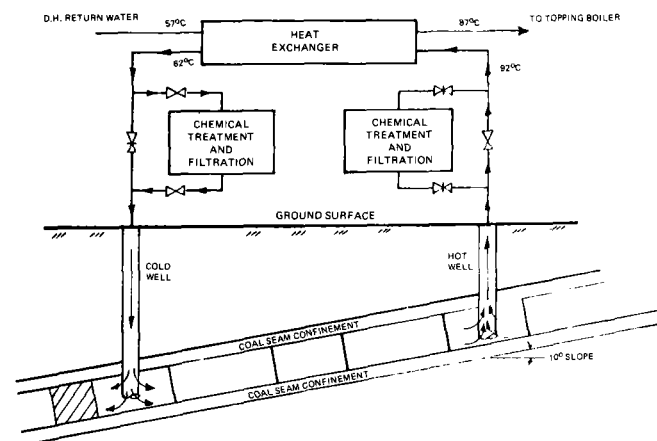 D.H. RETURN WATER
57°C
HEAT
EXCHANGER
87°C
TO TOPPING BOILER
62°C
92°C
CHEMICAL
TREATMENT
AND
FILTRATION
CHEMICAL
TREATMENT
AND
FILTRATION
GROUND SURFACE
COLD
WELL
HOT
WELL
COAL SEAM CONFINEMENT
COAL SEAM CONFINEMENT
10° SLOPE